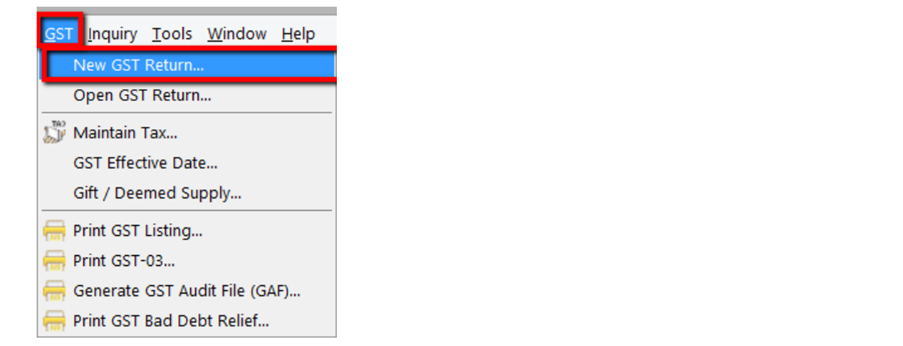 GST Inquiry Tools Window Help
New GST Return...
Open GST Return...
Maintain Tax...
GST Effective Date...
Gift / Deemed Supply...
Print GST Listing...
Print GST-03...
Generate GST Audit File (GAF)...
Print GST Bad Debt Relief...